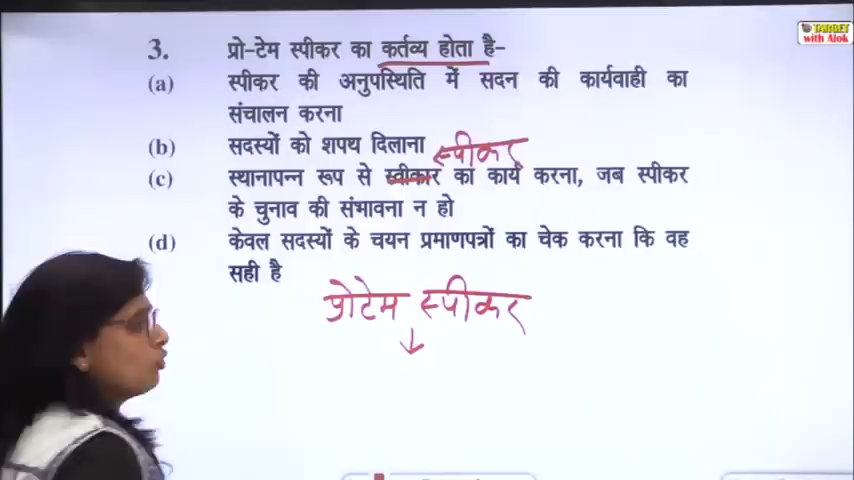 TARGET
with Alok
3. प्रो-टेम स्पीकर का कर्तव्य होता है-
(a) स्पीकर की अनुपस्थिति में सदन की कार्यवाही का
संचालन करना
(b) सदस्यों को शपथ दिलाना
स्पीकर
(c) स्थानापन्न रूप से स्वीकार का कार्य करना, जब स्पीकर
के चुनाव की संभावना न हो
(d) केवल सदस्यों के चयन प्रमाणपत्रों का चेक करना कि वह
सही है
प्रोटेम स्पीकर